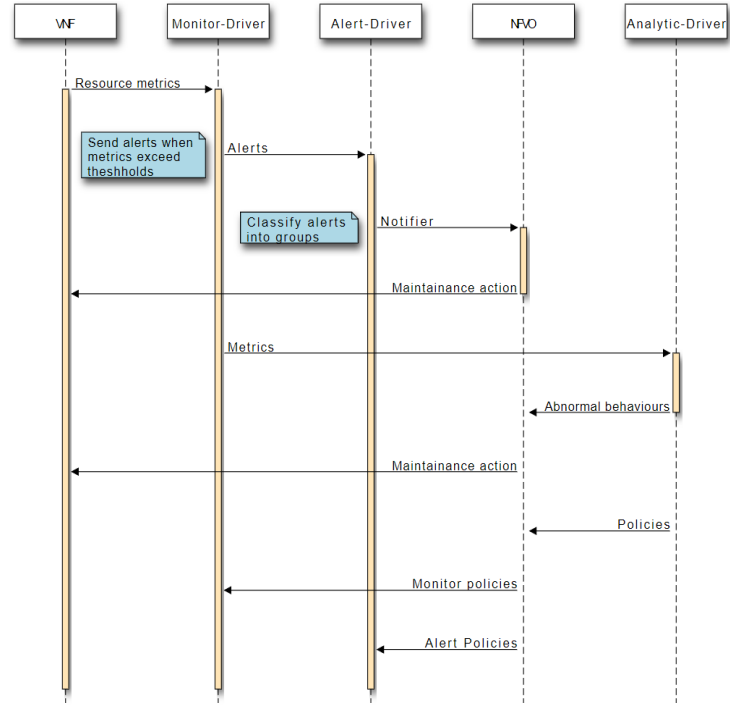 VNF
Monitor-Driver
Alert-Driver
NFVO
Analytic-Driver
Resource metrics
Send alerts when
metrics exceed
theshholds
Alerts
Classify alerts
into groups
Notifier
Maintainance action
Metrics
Abnormal behaviours
Maintainance action
Policies
Monitor policies
Alert Policies